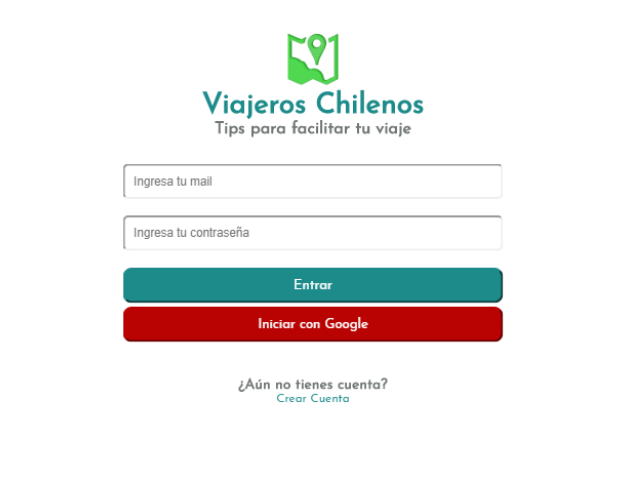 Viajeros Chilenos
Tips para facilitar tu viaje
Ingresa tu mail
Ingresa tu contraseña
Entrar
Iniciar con Google
¿Aún no tienes cuenta?
Crear Cuenta